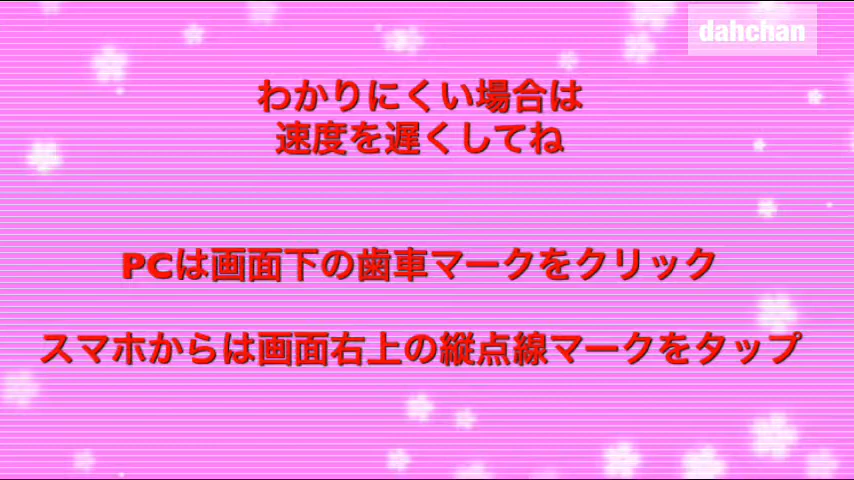 dahchan
わかりにくい場合は
速度を遅くしてね
PCは画面下の歯車マークをクリック
スマホからは画面右上の縦点線マークをタップ